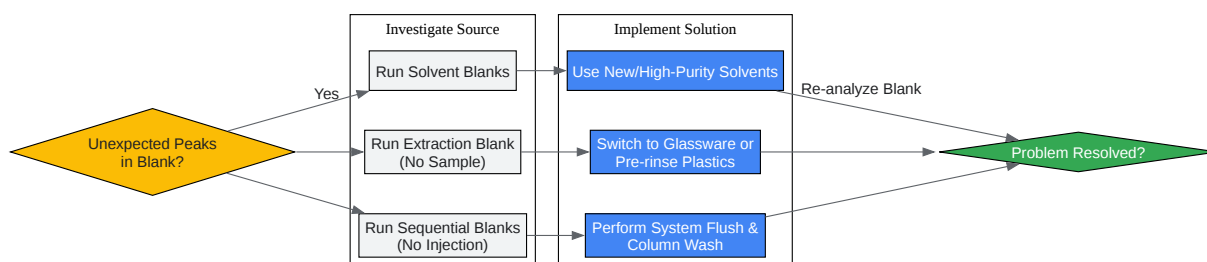 Investigate Source
Implement Solution
Run Solvent Blanks
Use New/High-Purity Solvents
Yes
Re-analyze Blank
Unexpected Peaks
in Blank?
Run Extraction Blank
(No Sample)
Switch to Glassware or
Pre-rinse Plastics
Problem Resolved?
Run Sequential Blanks
(No Injection)
Perform System Flush &
Column Wash